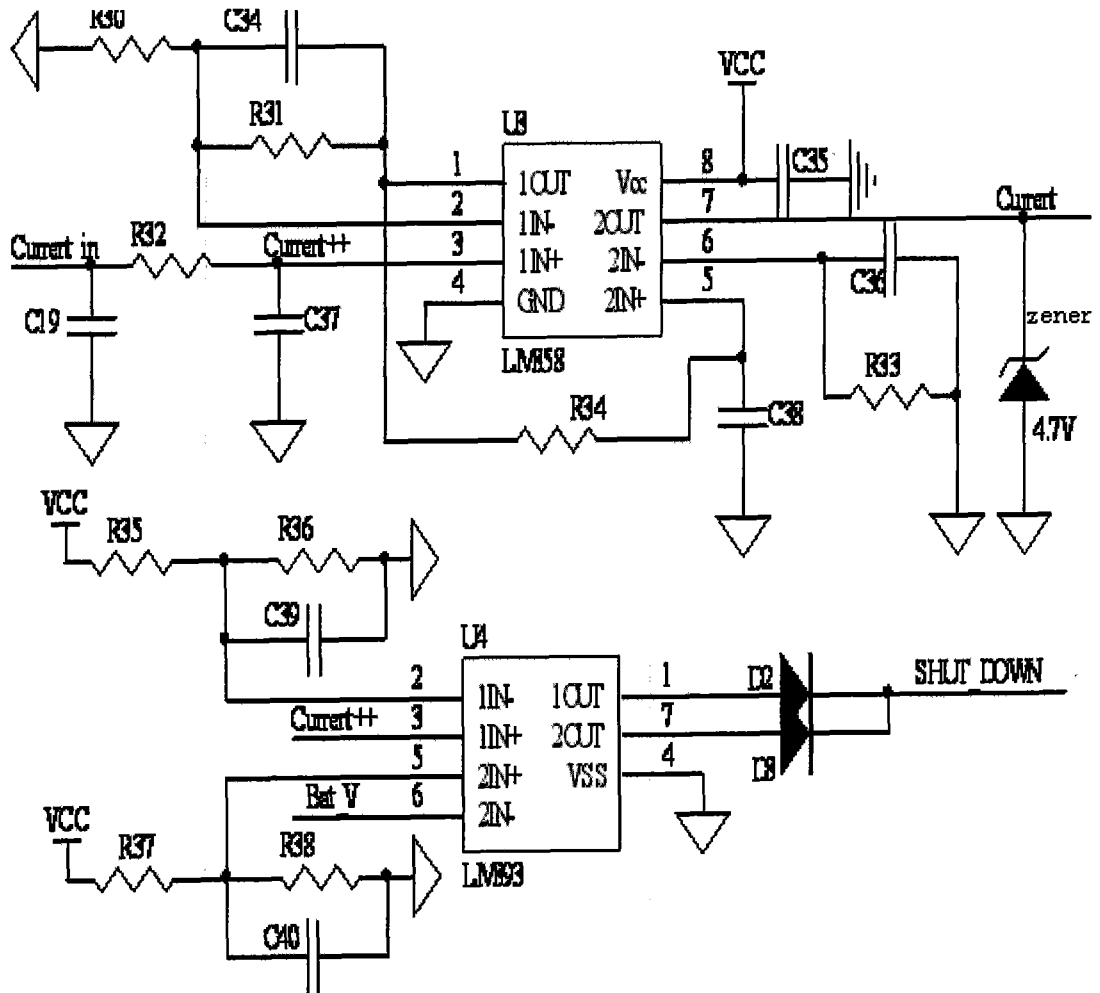 R30
C34
VCC
R31
U3
1
8
C35
1OUT
Vcc
2
7
Current
1IN-
2OUT
R32
Current in
Current++
3
6
1IN+
2IN-
C36
4
5
GND
2IN+
C19
C37
zener
LM358
R33
R34
C38
4.7V
VCC
R35
R36
C39
U4
2
1
D2
SHUT DOWN
1IN-
1OUT
Current++
3
7
1IN+
2OUT
5
4
D3
2IN+
VSS
Bat V
6
2IN-
VCC
R37
R38
LM393
C40